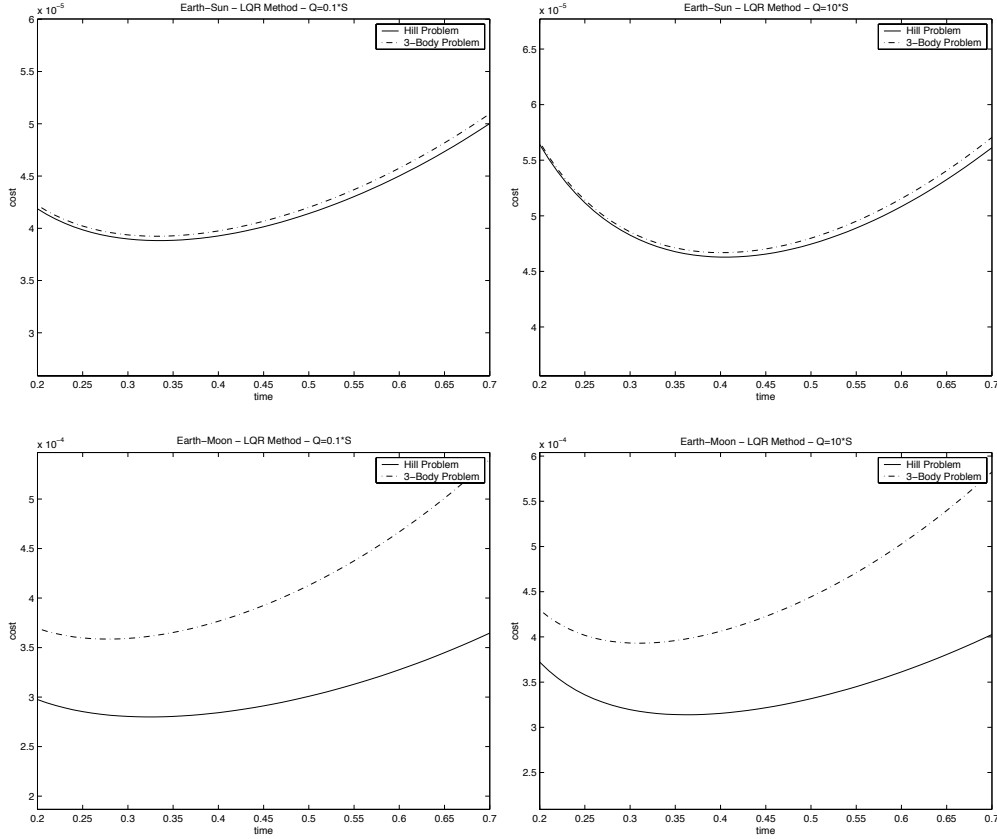 Earth−Sun − LQR Method − Q=0.1*S
x 10⁻⁵
Hill Problem
3−Body Problem
6
5.5
5
4.5
4
3.5
3
cost
0.2 0.25 0.3 0.35 0.4 0.45 0.5 0.55 0.6 0.65 0.7
time
Earth−Sun − LQR Method − Q=10*S
x 10⁻⁵
Hill Problem
3−Body Problem
6.5
6
5.5
5
4.5
4
cost
0.2 0.25 0.3 0.35 0.4 0.45 0.5 0.55 0.6 0.65 0.7
time
Earth−Moon − LQR Method − Q=0.1*S
x 10⁻⁴
Hill Problem
3−Body Problem
5
4.5
4
3.5
3
2.5
2
cost
0.2 0.25 0.3 0.35 0.4 0.45 0.5 0.55 0.6 0.65 0.7
time
Earth−Moon − LQR Method − Q=10*S
x 10⁻⁴
Hill Problem
3−Body Problem
6
5.5
5
4.5
4
3.5
3
2.5
cost
0.2 0.25 0.3 0.35 0.4 0.45 0.5 0.55 0.6 0.65 0.7
time